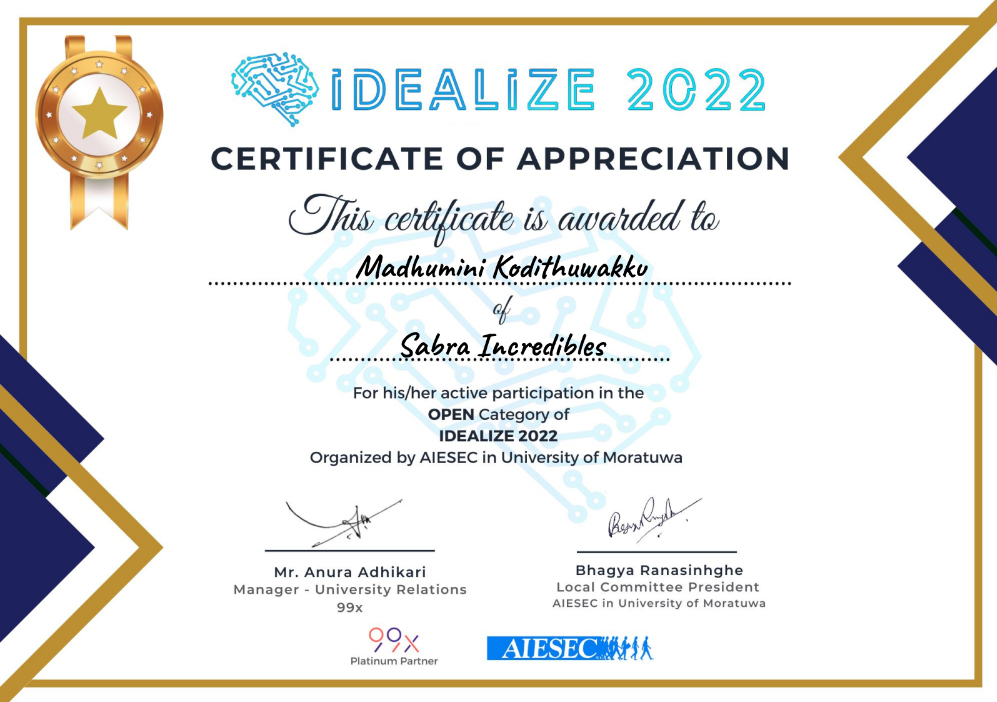 IDEALIZE 2022
CERTIFICATE OF APPRECIATION
This certificate is awarded to
Madhumini Kodithuwakku
of
Sabra Incredibles
For his/her active participation in the
OPEN Category of
IDEALIZE 2022
Organized by AIESEC in University of Moratuwa
Mr. Anura Adhikari
Manager - University Relations
99x
Bhagya Ranasinhghe
Local Committee President
AIESEC in University of Moratuwa
99x
Platinum Partner
AIESEC